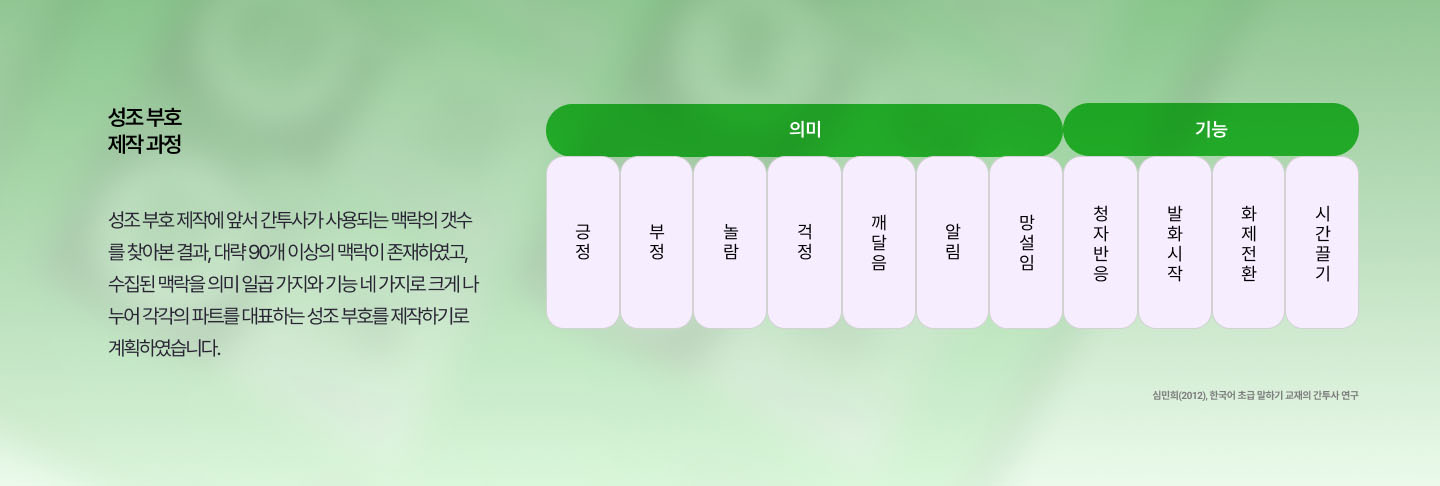 성조 부호
제작 과정
성조 부호 제작에 앞서 간투사가 사용되는 맥락의 갯수
를 찾아본 결과, 대략 90개 이상의 맥락이 존재하였고,
수집된 맥락을 의미 일곱 가지와 기능 네 가지로 크게 나
누어 각각의 파트를 대표하는 성조 부호를 제작하기로
계획하였습니다.
의미
기능
긍정
부정
놀람
걱정
깨달음
알림
망설임
청자반응
발화시작
화제전환
시간끌기
심민희(2012), 한국어 초급 말하기 교재의 간투사 연구